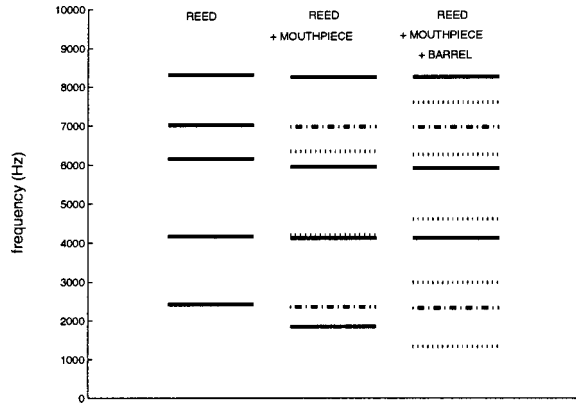 REED
REED
+ MOUTHPIECE
REED
+ MOUTHPIECE
+ BARREL
10000
9000
8000
7000
6000
5000
4000
3000
2000
1000
0
frequency (Hz)